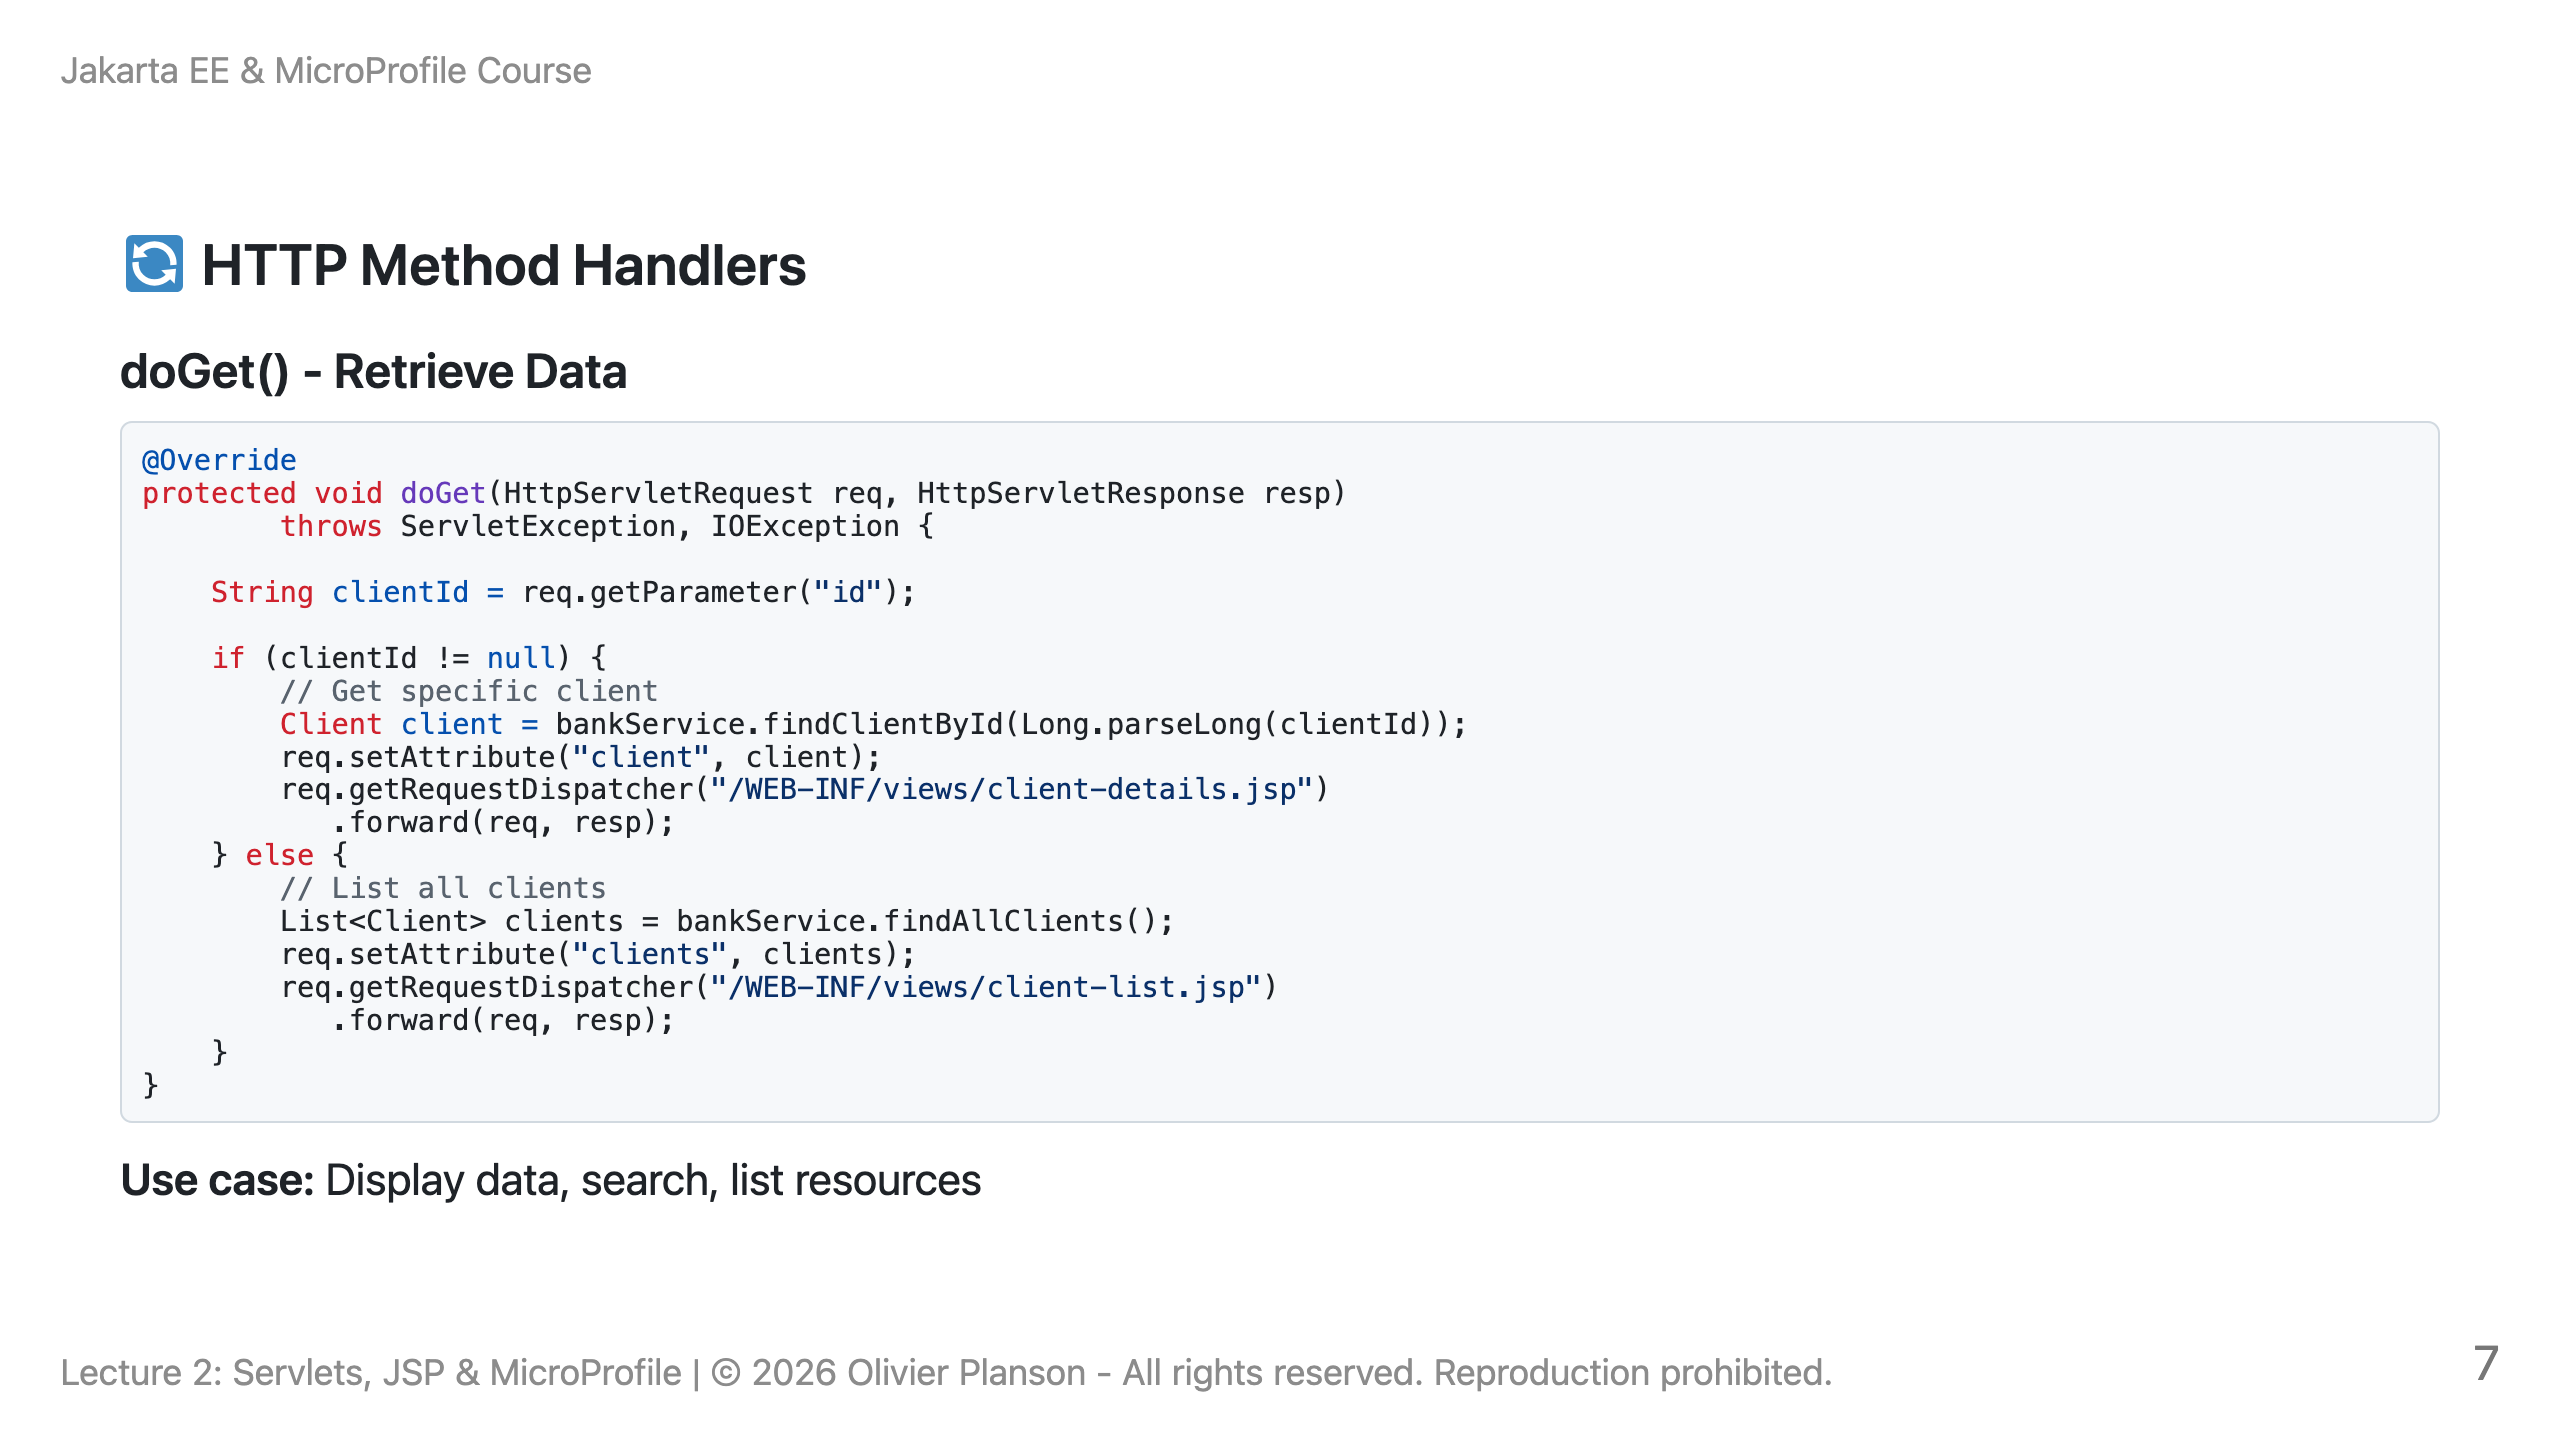 Jakarta EE & MicroProfile Course
🔄 HTTP Method Handlers
doGet() - Retrieve Data
@Override
protected void doGet(HttpServletRequest req, HttpServletResponse resp)
        throws ServletException, IOException {

    String clientId = req.getParameter("id");

    if (clientId != null) {
        // Get specific client
        Client client = bankService.findClientById(Long.parseLong(clientId));
        req.setAttribute("client", client);
        req.getRequestDispatcher("/WEB-INF/views/client-details.jsp")
           .forward(req, resp);
    } else {
        // List all clients
        List<Client> clients = bankService.findAllClients();
        req.setAttribute("clients", clients);
        req.getRequestDispatcher("/WEB-INF/views/client-list.jsp")
           .forward(req, resp);
    }
}
Use case: Display data, search, list resources
Lecture 2: Servlets, JSP & MicroProfile | © 2026 Olivier Planson - All rights reserved. Reproduction prohibited.
7